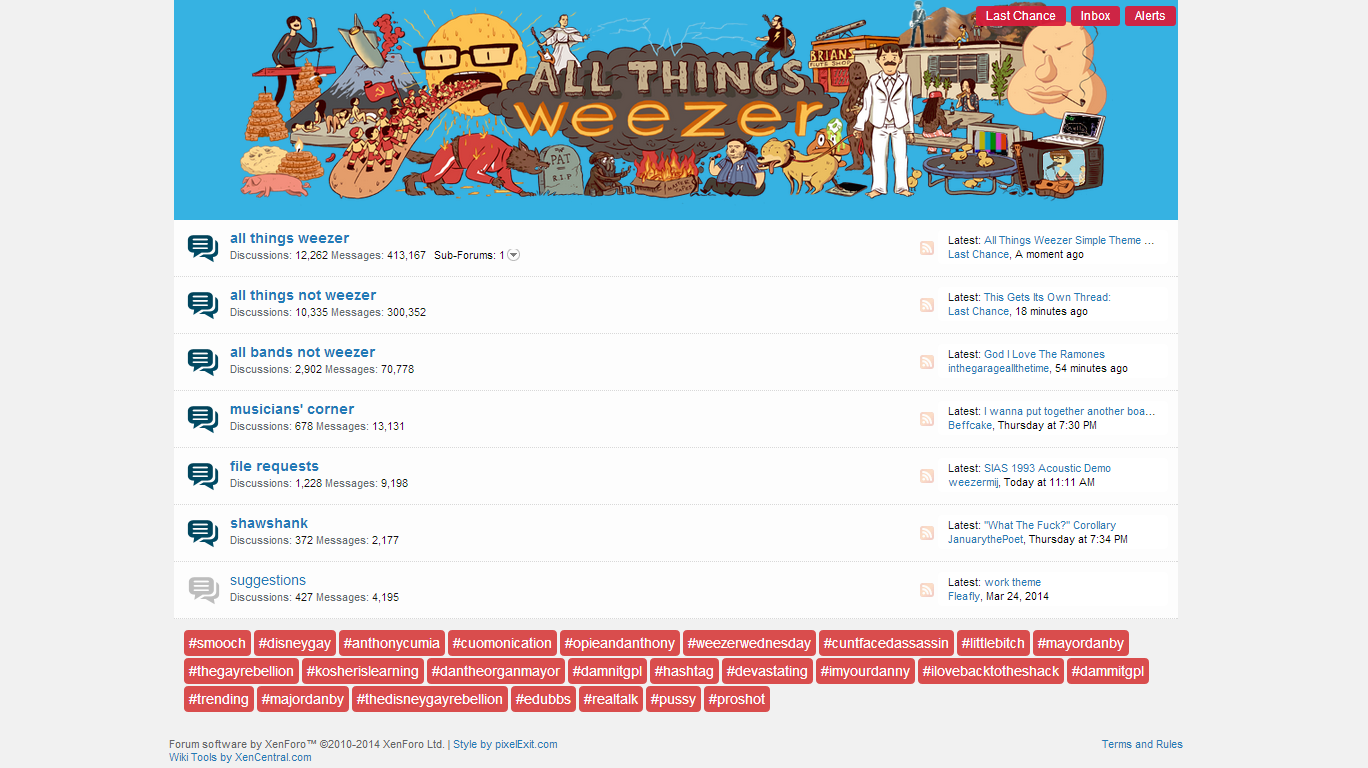 Last Chance Inbox Alerts
BRIANS
FLUTE SHOP
ALL THINGS
weezer
PAT
R.I.P
all things weezer
Discussions: 12,262 Messages: 413,167 Sub-Forums: 1
Latest: All Things Weezer Simple Theme ...
Last Chance, A moment ago
all things not weezer
Discussions: 10,335 Messages: 300,352
Latest: This Gets Its Own Thread:
Last Chance, 18 minutes ago
all bands not weezer
Discussions: 2,902 Messages: 70,778
Latest: God I Love The Ramones
inthegarageallthetime, 54 minutes ago
musicians' corner
Discussions: 678 Messages: 13,131
Latest: I wanna put together another boa...
Beffcake, Thursday at 7:30 PM
file requests
Discussions: 1,228 Messages: 9,198
Latest: SIAS 1993 Acoustic Demo
weezermij, Today at 11:11 AM
shawshank
Discussions: 372 Messages: 2,177
Latest: "What The Fuck?" Corollary
JanuarythePoet, Thursday at 7:34 PM
suggestions
Discussions: 427 Messages: 4,195
Latest: work theme
Fleafly, Mar 24, 2014
#smooch #disneygay #anthonycumia #cuomonication #opieandanthony #weezerwednesday #cuntfacedassassin #littlebitch #mayordanby
#thegayrebellion #kosherislearning #dantheorganmayor #damnitgpl #hashtag #devastating #imyourdanny #ilovebacktotheshack #dammitgpl
#trending #majordanby #thedisneygayrebellion #edubbs #realtalk #pussy #proshot
Forum software by XenForo™ ©2010-2014 XenForo Ltd. | Style by pixelExit.com
Terms and Rules
Wiki Tools by XenCentral.com